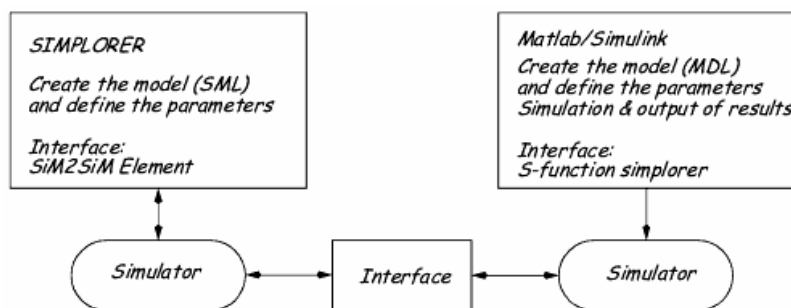 SIMPLORER
Create the model (SML)
and define the parameters
Interface:
SiM2SiM Element
Matlab/Simulink
Create the model (MDL)
and define the parameters
Simulation & output of results
Interface:
S-function simplorer
Simulator
Interface
Simulator